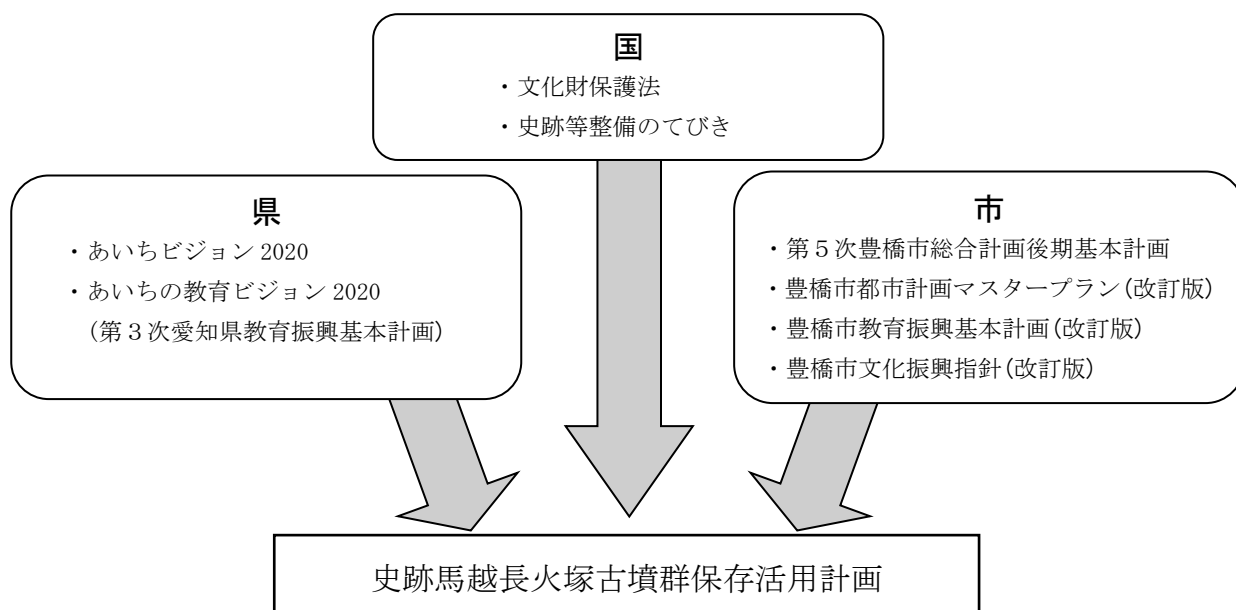 国
・文化財保護法
・史跡等整備のてびき
県
・あいちビジョン 2020
・あいちの教育ビジョン 2020
(第３次愛知県教育振興基本計画)
市
・第５次豊橋市総合計画後期基本計画
・豊橋市都市計画マスタープラン(改訂版)
・豊橋市教育振興基本計画(改訂版)
・豊橋市文化振興指針(改訂版)
史跡馬越長火塚古墳群保存活用計画